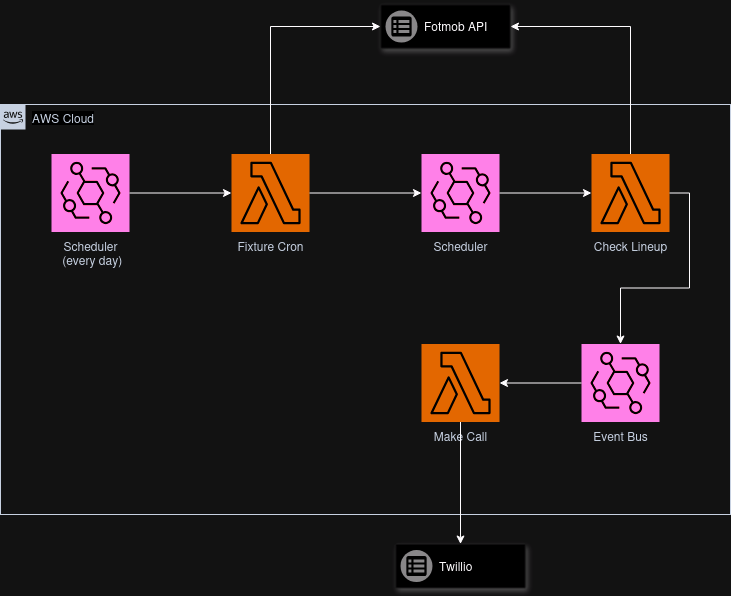 Fotmob API
aws
AWS Cloud
Scheduler
(every day)
Fixture Cron
Scheduler
Check Lineup
Make Call
Event Bus
Twillio